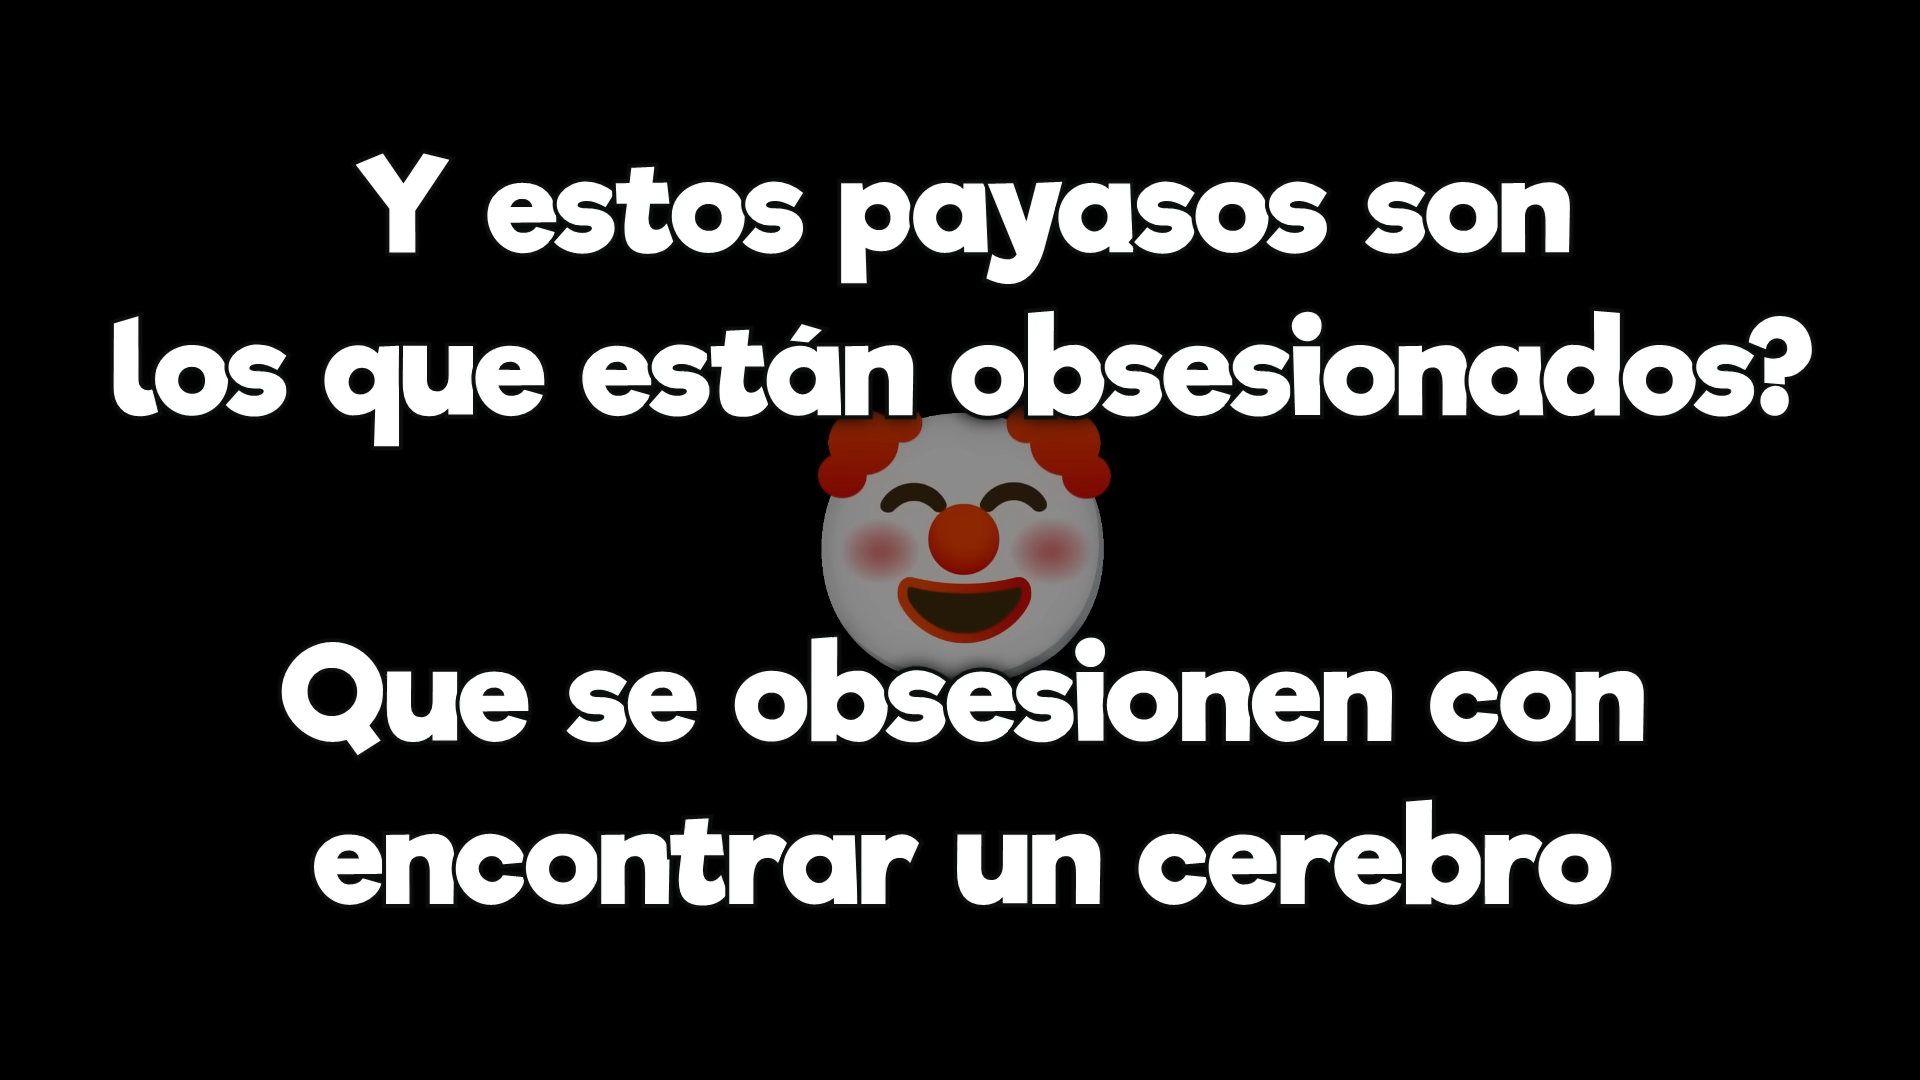 Y estos payasos son
los que están obsesionados?
Que se obsesionen con
encontrar un cerebro